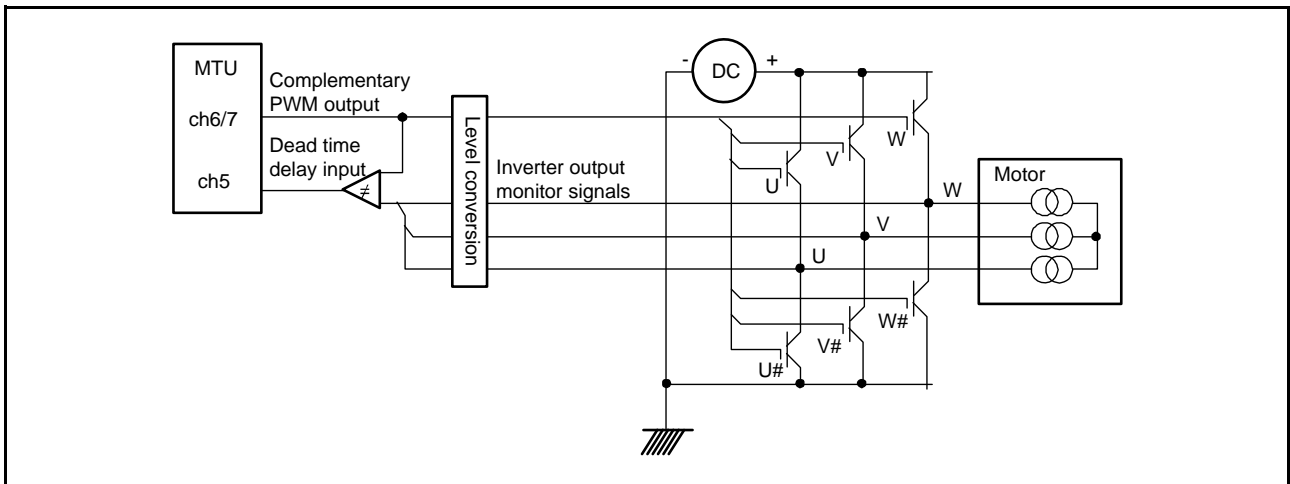 MTU
ch6/7
ch5
Complementary
PWM output
Dead time
delay input
≠
Level conversion
Inverter output
monitor signals
- DC +
W
V
U
W
V
U
W#
V#
U#
Motor